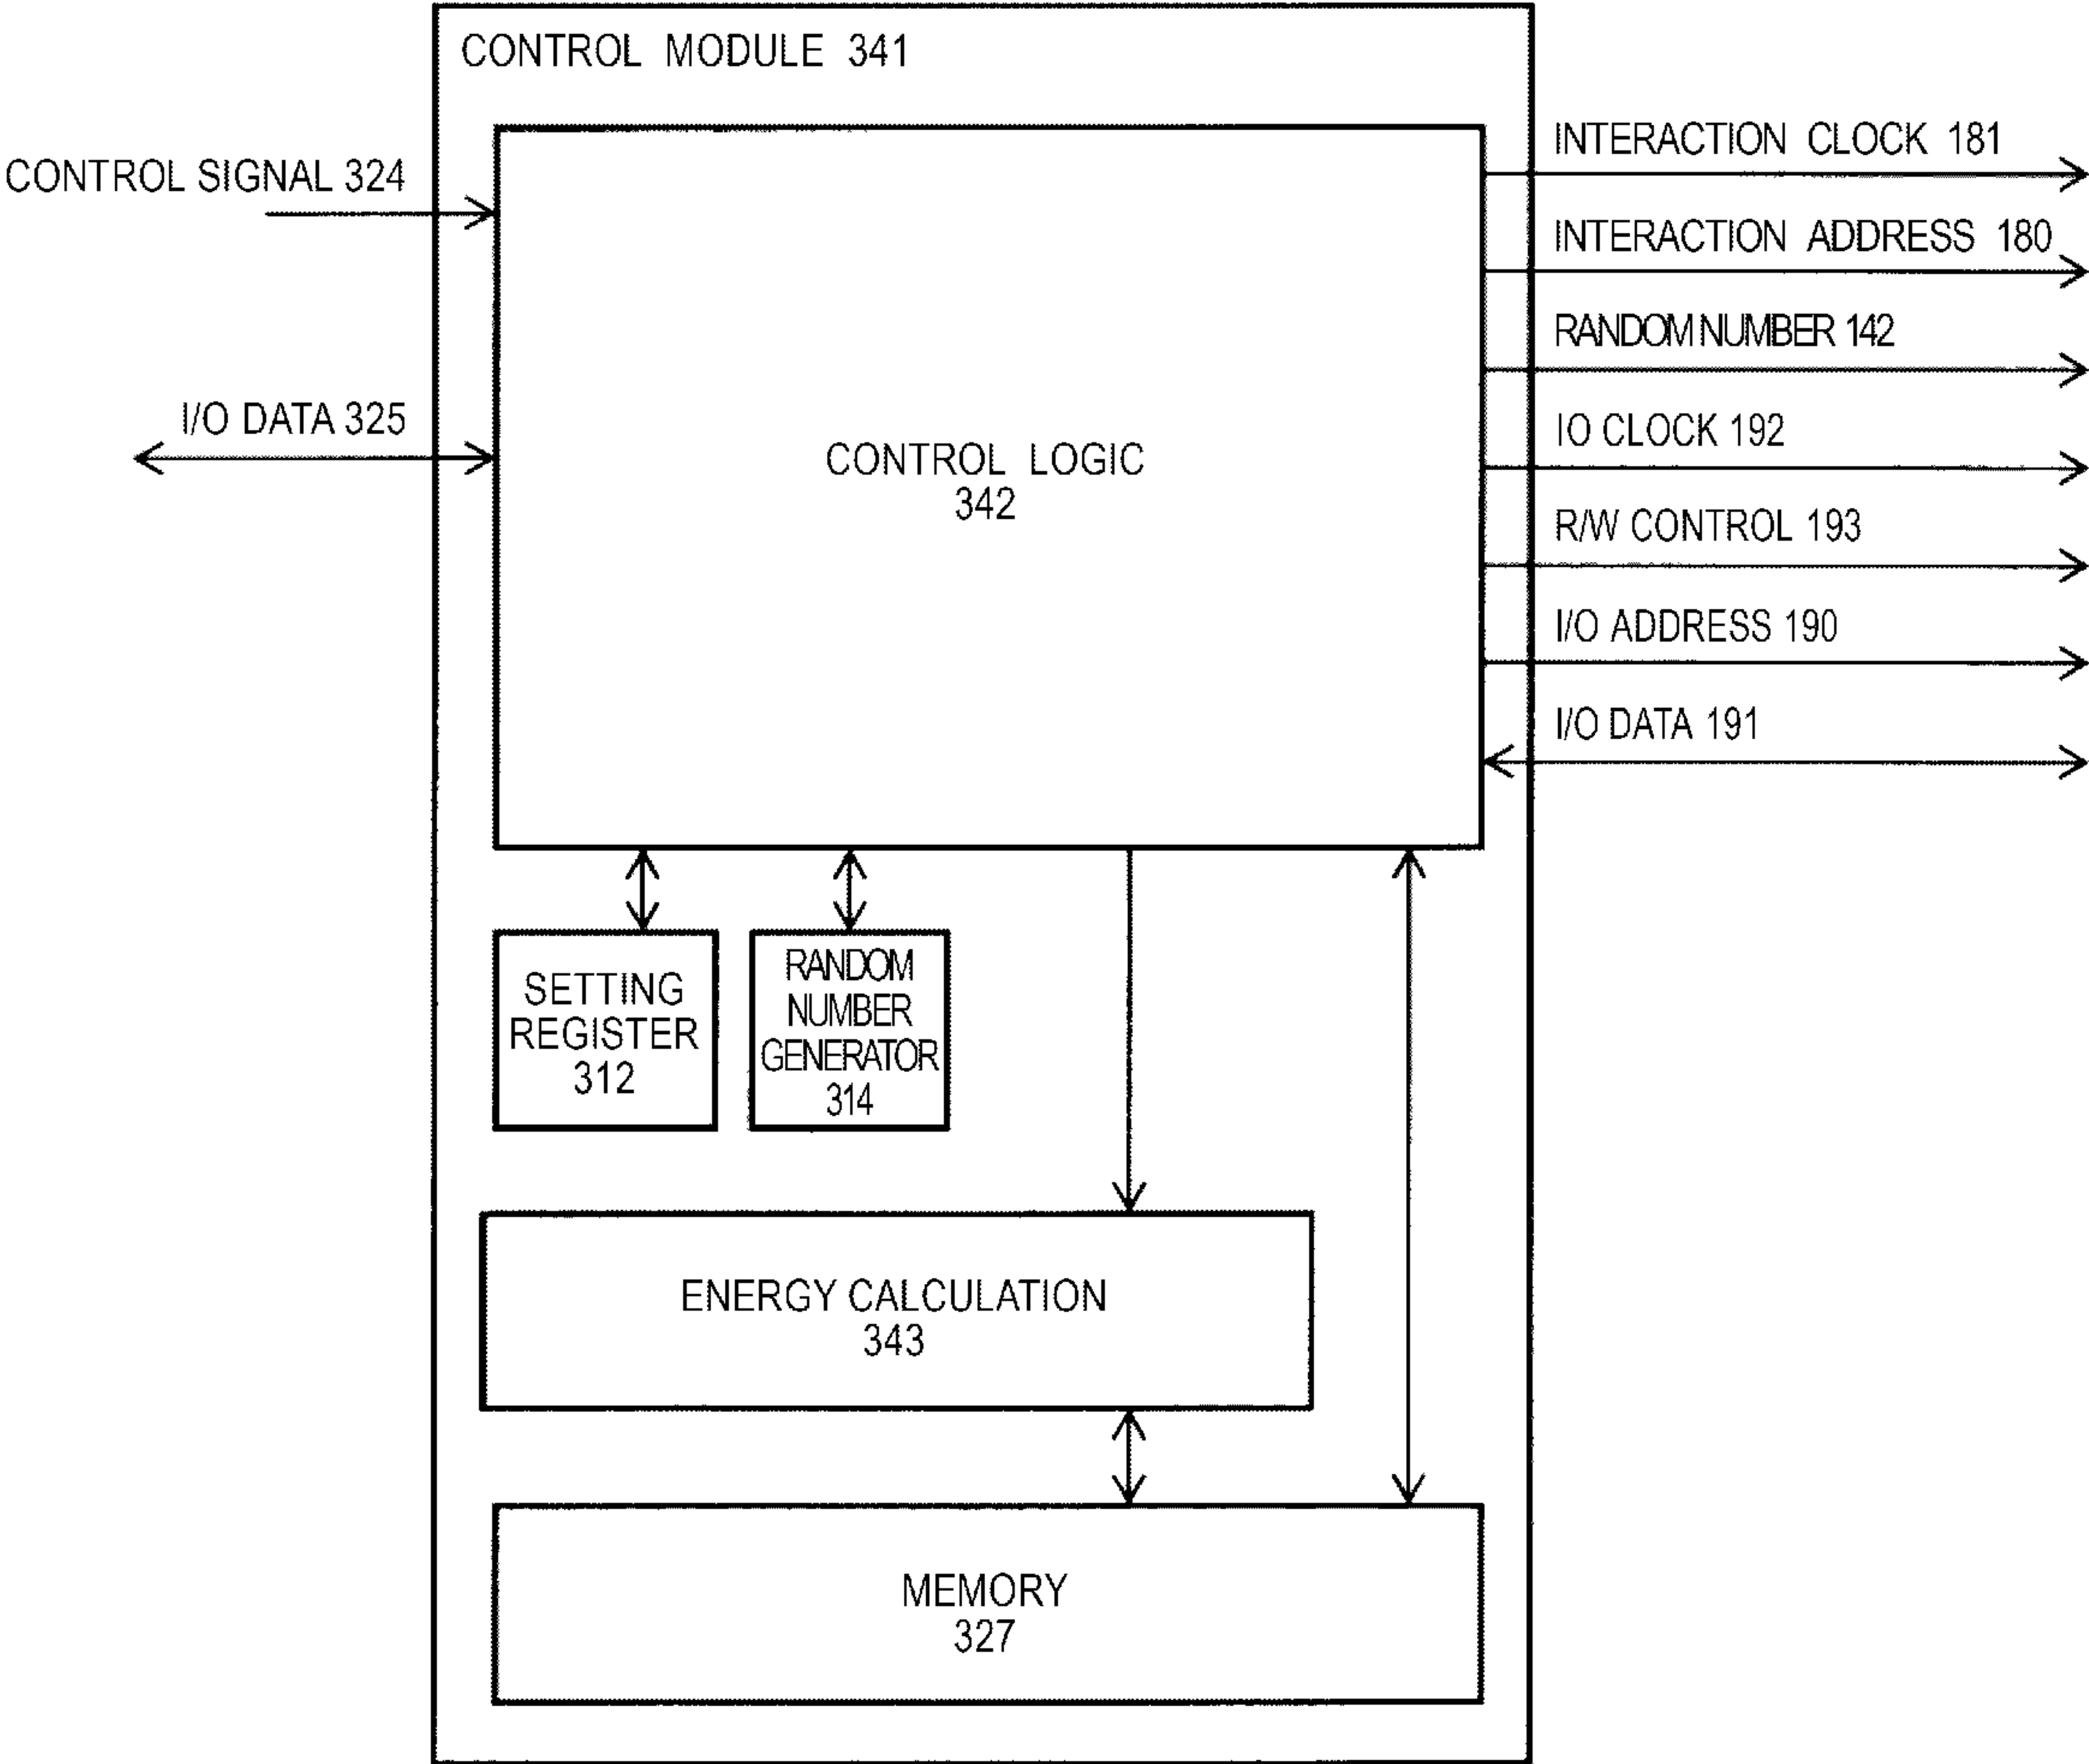 CONTROL MODULE 341
CONTROL SIGNAL 324
I/O DATA 325
CONTROL LOGIC
342
INTERACTION CLOCK 181
INTERACTION ADDRESS 180
RANDOM NUMBER 142
IO CLOCK 192
R/W CONTROL 193
I/O ADDRESS 190
I/O DATA 191
SETTING
REGISTER
312
RANDOM
NUMBER
GENERATOR
314
ENERGY CALCULATION
343
MEMORY
327